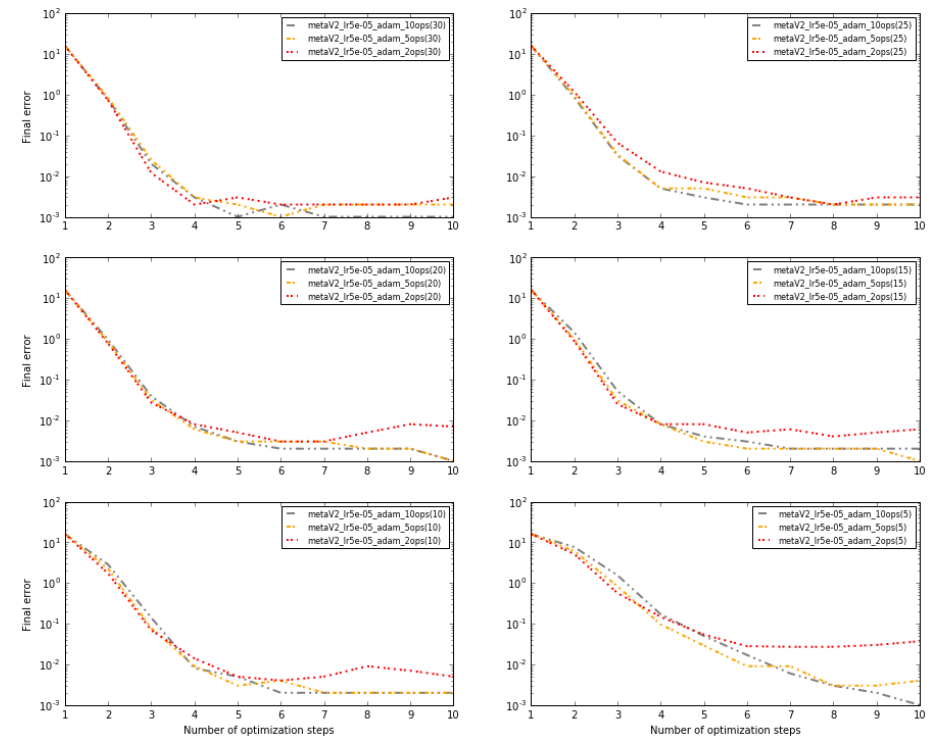 10^2
10^1
10^0
10^-1
10^-2
10^-3
Final error
metaV2_lr5e-05_adam_10ops(30)
metaV2_lr5e-05_adam_5ops(30)
metaV2_lr5e-05_adam_2ops(30)
1 2 3 4 5 6 7 8 9 10
10^2
10^1
10^0
10^-1
10^-2
10^-3
metaV2_lr5e-05_adam_10ops(25)
metaV2_lr5e-05_adam_5ops(25)
metaV2_lr5e-05_adam_2ops(25)
1 2 3 4 5 6 7 8 9 10
10^2
10^1
10^0
10^-1
10^-2
10^-3
Final error
metaV2_lr5e-05_adam_10ops(20)
metaV2_lr5e-05_adam_5ops(20)
metaV2_lr5e-05_adam_2ops(20)
1 2 3 4 5 6 7 8 9 10
10^2
10^1
10^0
10^-1
10^-2
10^-3
metaV2_lr5e-05_adam_10ops(15)
metaV2_lr5e-05_adam_5ops(15)
metaV2_lr5e-05_adam_2ops(15)
1 2 3 4 5 6 7 8 9 10
10^2
10^1
10^0
10^-1
10^-2
10^-3
Final error
metaV2_lr5e-05_adam_10ops(10)
metaV2_lr5e-05_adam_5ops(10)
metaV2_lr5e-05_adam_2ops(10)
1 2 3 4 5 6 7 8 9 10
Number of optimization steps
10^2
10^1
10^0
10^-1
10^-2
10^-3
metaV2_lr5e-05_adam_10ops(5)
metaV2_lr5e-05_adam_5ops(5)
metaV2_lr5e-05_adam_2ops(5)
1 2 3 4 5 6 7 8 9 10
Number of optimization steps